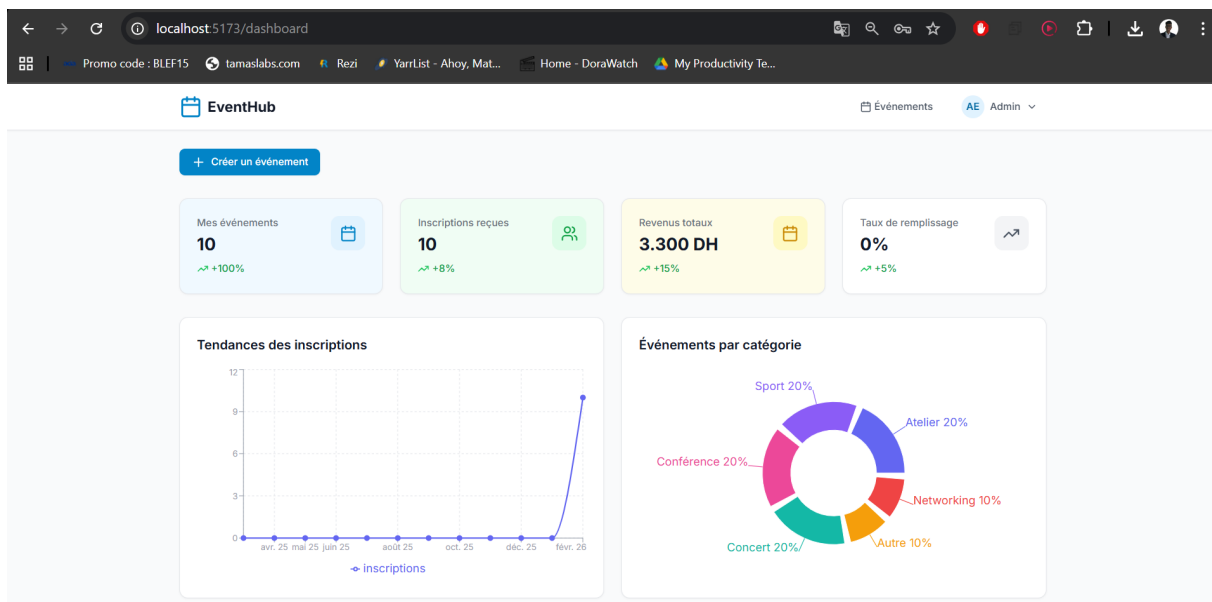 localhost:5173/dashboard
Promo code : BLEF15
tamaslabs.com
Rezi
YarrList - Ahoy, Mat...
Home - DoraWatch
My Productivity Te...
EventHub
Événements
AE Admin
+ Créer un événement
Mes événements
10
+100%
Inscriptions reçues
10
+8%
Revenus totaux
3.300 DH
+15%
Taux de remplissage
0%
+5%
Tendances des inscriptions
12
9
6
3
0
avr. 25 mai 25 juin 25 août 25 oct. 25 déc. 25 févr. 26
inscriptions
Événements par catégorie
Sport 20%
Atelier 20%
Conférence 20%
Networking 10%
Concert 20%
Autre 10%